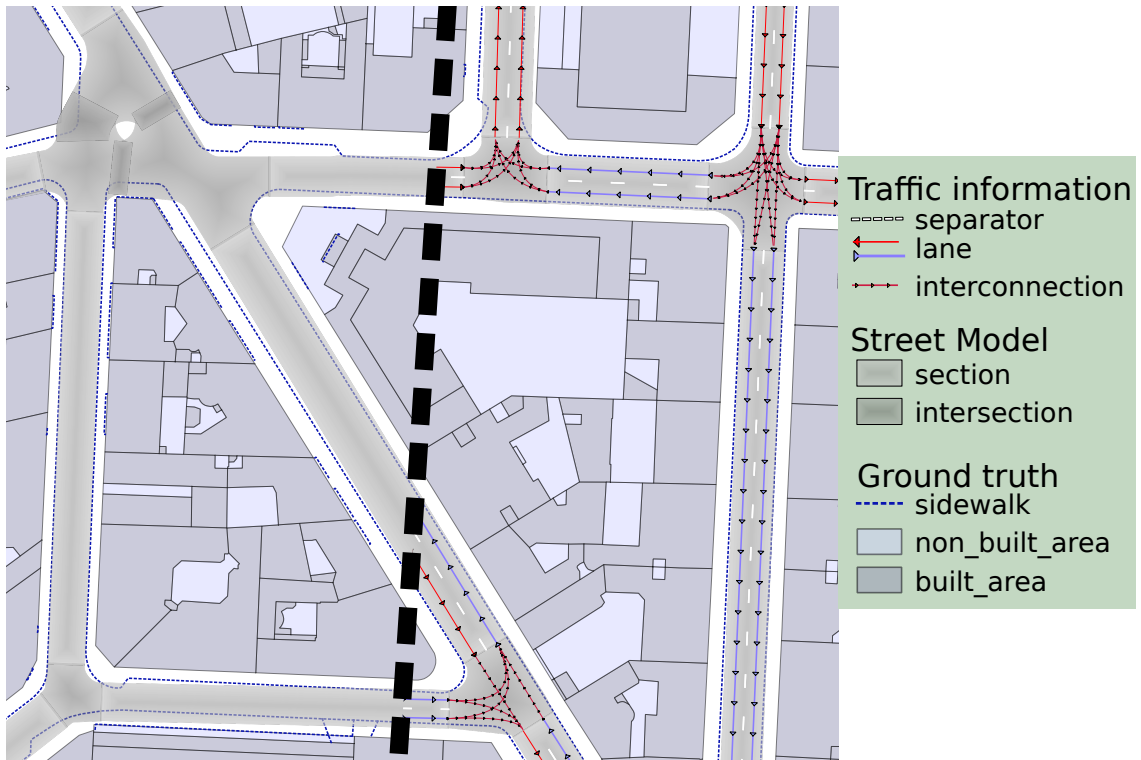 Traffic information
separator
lane
interconnection
Street Model
section
intersection
Ground truth
sidewalk
non_built_area
built_area